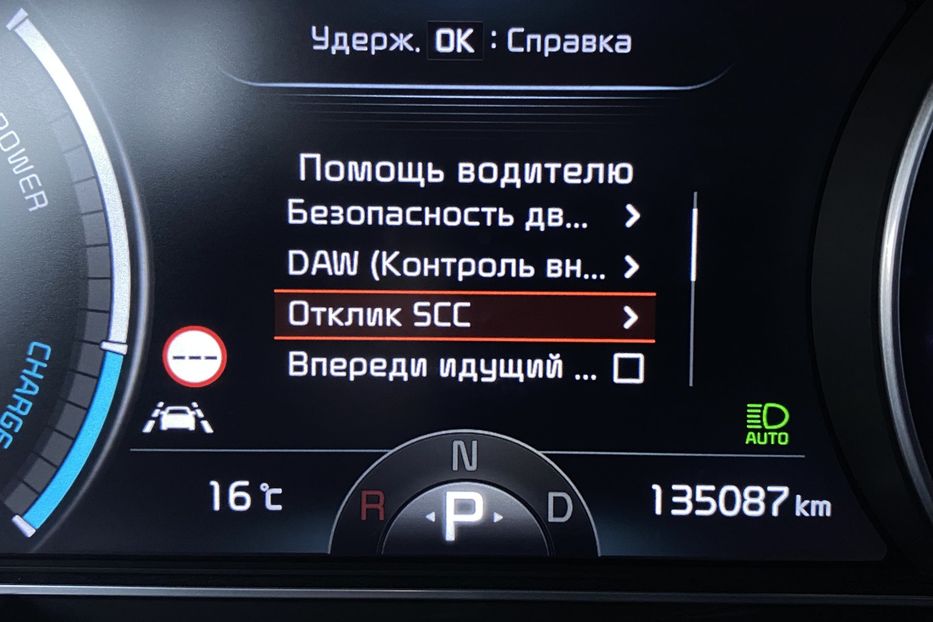 Удерж. OK : Справка
POWER
Помощь водителю
Безопасность дв...
DAW (Контроль вн...
Отклик SCC
Впереди идущий ...
---
CHARGE
AUTO
N
R P D
16 °C
135087 km